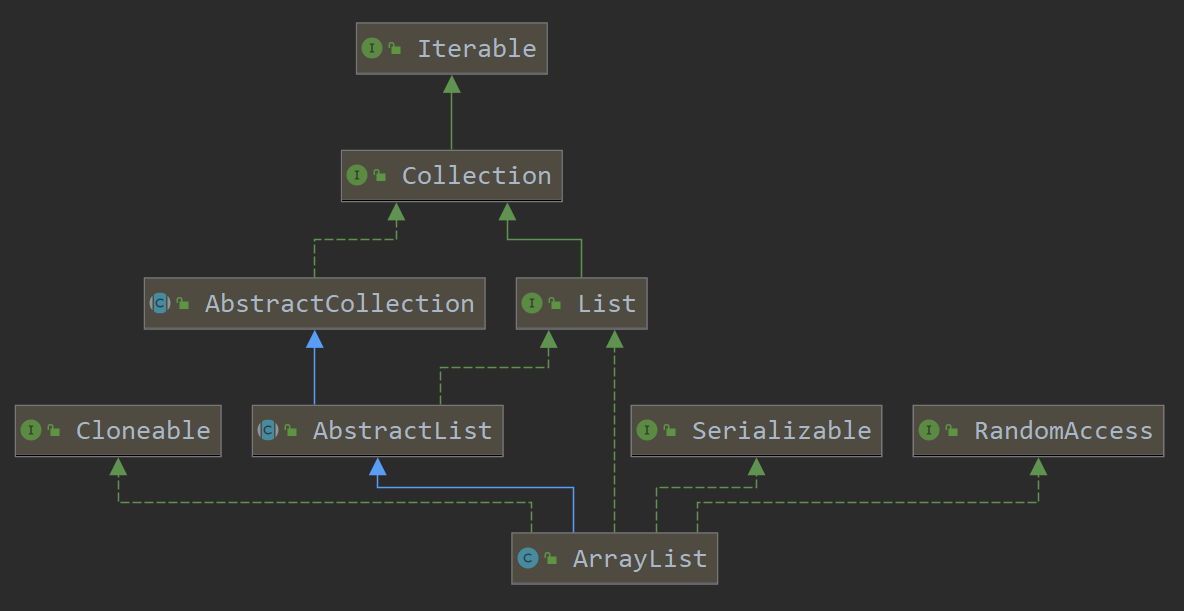 I Iterable
I Collection
C AbstractCollection
I List
I Cloneable
C AbstractList
I Serializable
I RandomAccess
C ArrayList